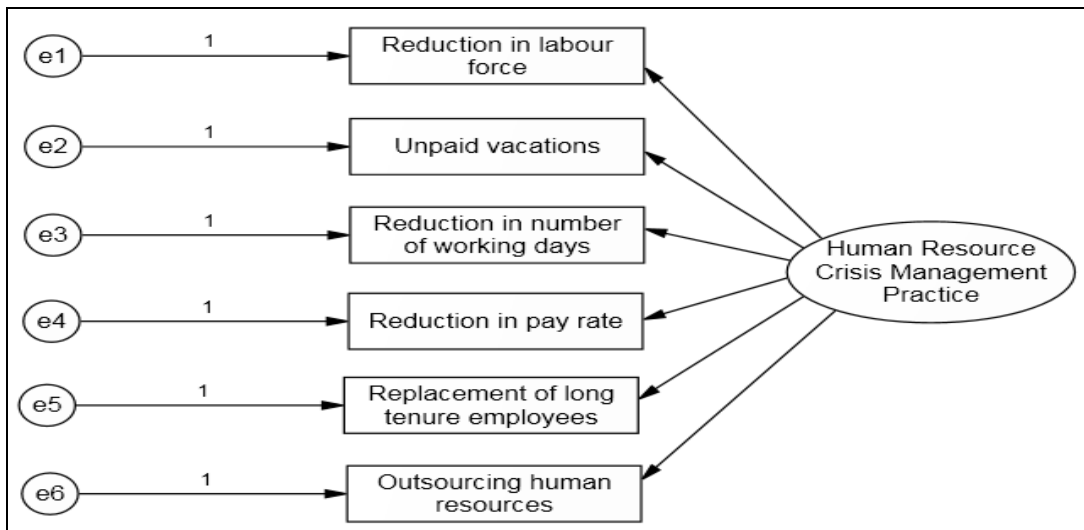 e1
1
Reduction in labour
force
e2
1
Unpaid vacations
e3
1
Reduction in number
of working days
e4
1
Reduction in pay rate
e5
1
Replacement of long
tenure employees
e6
1
Outsourcing human
resources
Human Resource
Crisis Management
Practice